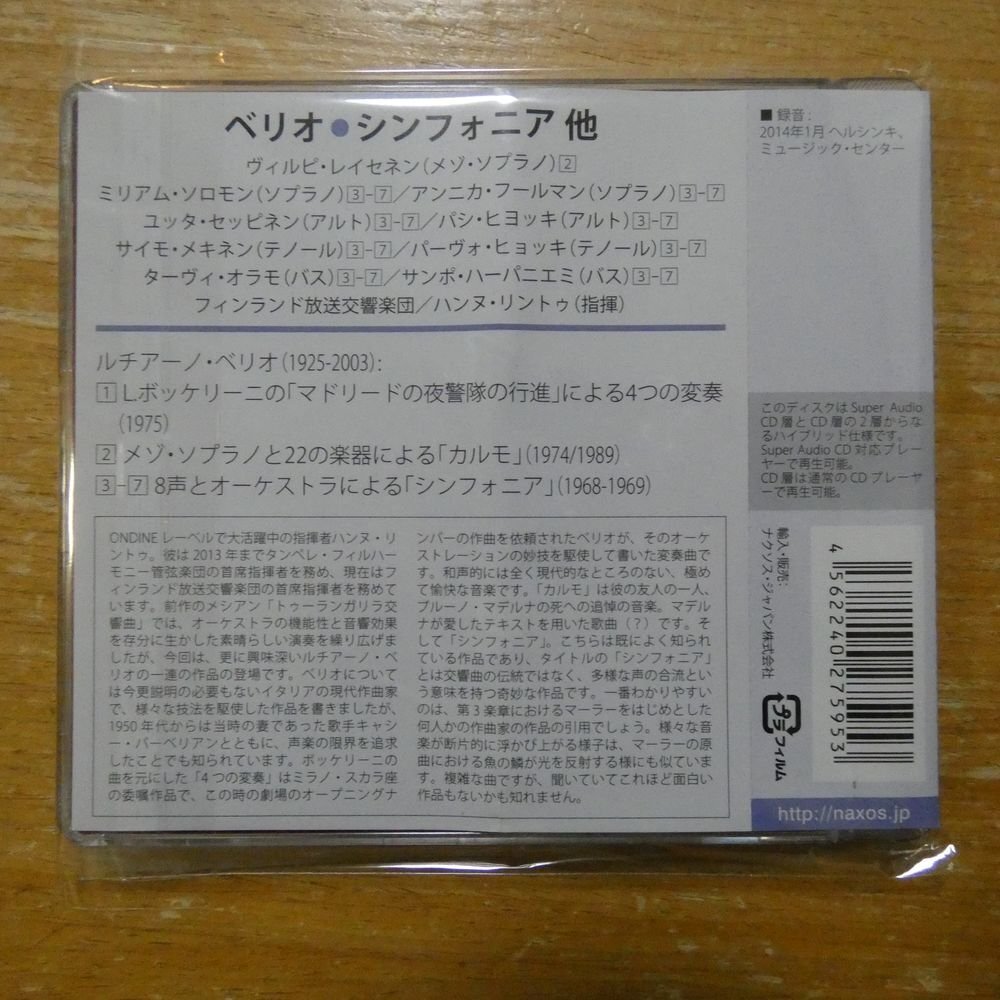 ベリオ●シンフォニア 他
ヴィルピ・レイセネン(メゾ・ソプラノ)2
ミリアム・ソロモン(ソプラノ)3-7/アンニカ・フールマン(ソプラノ)3-7
ユッタ・セッピネン(アルト)3-7/パシ・ヒヨッキ(アルト)3-7
サイモ・メキネン(テノール)3-7/パーヴォ・ヒョッキ(テノール)3-7
ターヴィ・オラモ(バス)3-7/サンポ・ハーパニエミ(バス)3-7
フィンランド放送交響楽団/ハンヌ・リントゥ(指揮)
ルチアーノ・ベリオ(1925-2003):
1 L.ボッケリーニの「マドリードの夜警隊の行進」による4つの変奏
(1975)
2 メゾ・ソプラノと22の楽器による「カルモ」(1974/1989)
3-7 8声とオーケストラによる「シンフォニア」(1968-1969)
ONDINE レーベルで大活躍中の指揮者ハンヌ・リ
ントゥ。彼は 2013 年までタンペレ・フィルハー
モニー管弦楽団の首席指揮者を務め、現在はフ
ィンランド放送交響楽団の首席指揮者を務めて
います。前作のメシアン「トゥーランガリラ交
響曲」では、オーケストラの機能性と音響効果
を存分に生かした素晴らしい演奏を繰り広げま
したが、今回は、更に興味深いルチアーノ・ベ
リオの一連の作品の登場です。ベリオについて
は今更説明の必要もないイタリアの現代作曲家
で、様々な技法を駆使した作品を書きましたが、
1950 年代からは当時の妻であった歌手キャシ
ー・バーベリアンとともに、声楽の限界を追求
したことでも知られています。ボッケリーニの
曲を元にした「4 つの変奏」はミラノ・スカラ座
の委嘱作品で、この時の劇場のオープニングナ
ンバーの作曲を依頼されたベリオが、そのオーケ
ストレーションの妙技を駆使して書いた変奏曲で
す。和声的には全く現代的なところのない、極め
て愉快な音楽です。「カルモ」は彼の友人の一人、
ブルーノ・マデルナの死への追悼の音楽。マデル
ナが愛したテキストを用いた歌曲(?)です。そ
して「シンフォニア」。こちらは既によく知られ
ている作品であり、タイトルの「シンフォニア」
とは交響曲の伝統ではなく、多様な声の合流とい
う意味を持つ奇妙な作品です。一番わかりやすい
のは、第 3 楽章におけるマーラーをはじめとした
何人かの作曲家の作品の引用でしょう。様々な音
楽が断片的に浮かび上がる様子は、マーラーの原
曲における魚の鱗が光を反射する様にも似ていま
す。複雑な曲ですが、聞いていてこれほど面白い
作品もないかも知れません。
■ 録音:
2014年1月 ヘルシンキ、
ミュージック・センター
このディスクは Super Audio
CD 層と CD 層の 2 層からな
るハイブリッド仕様です。
Super Audio CD 対応プレー
ヤーで再生可能。
CD 層は通常の CD プレーヤ
ーで再生可能。
輸入・販売:
ナクソス・ジャパン株式会社
4 562240 275953
プラ フィルム
http://naxos.jp